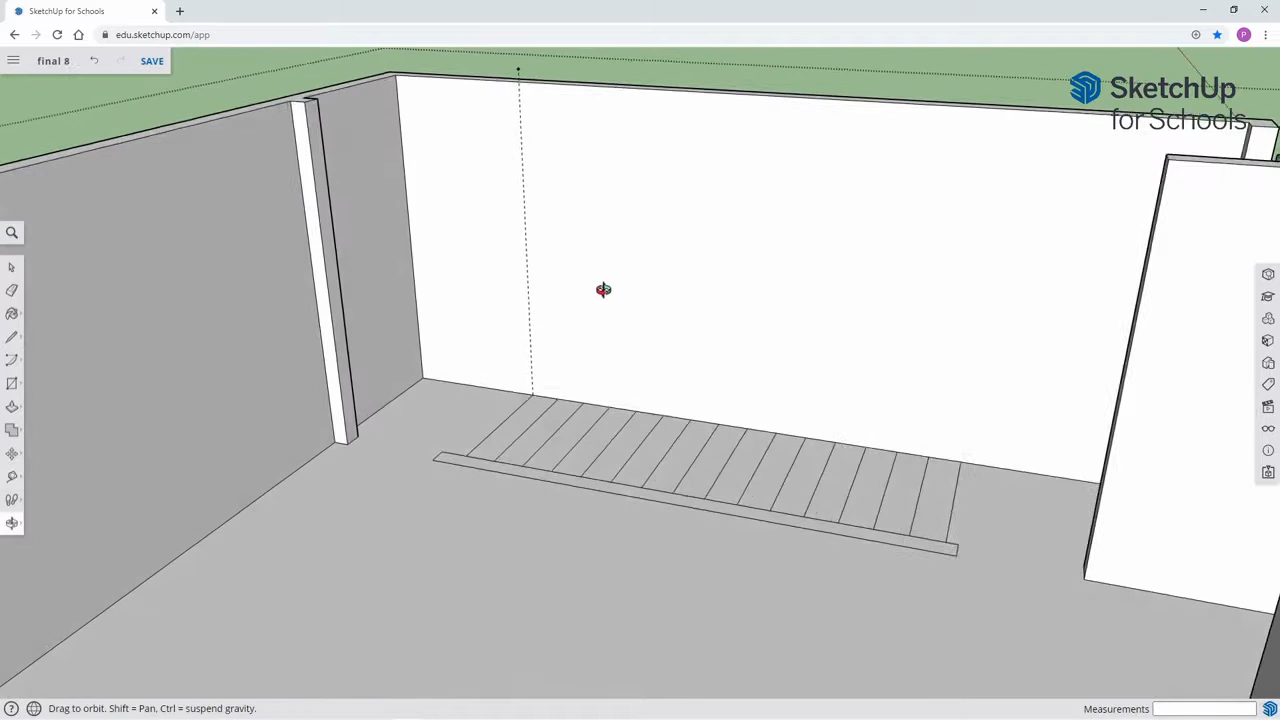 SketchUp for Schools
edu.sketchup.com/app
P
final 8
SAVE
SketchUp
for Schools
Drag to orbit. Shift = Pan, Ctrl = suspend gravity.
Measurements